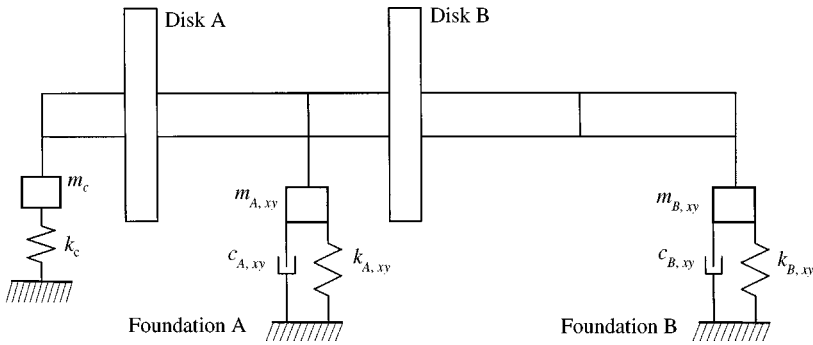 Disk A
Disk B
m_c
k_c
m_{A, xy}
c_{A, xy}
k_{A, xy}
m_{B, xy}
c_{B, xy}
k_{B, xy}
Foundation A
Foundation B